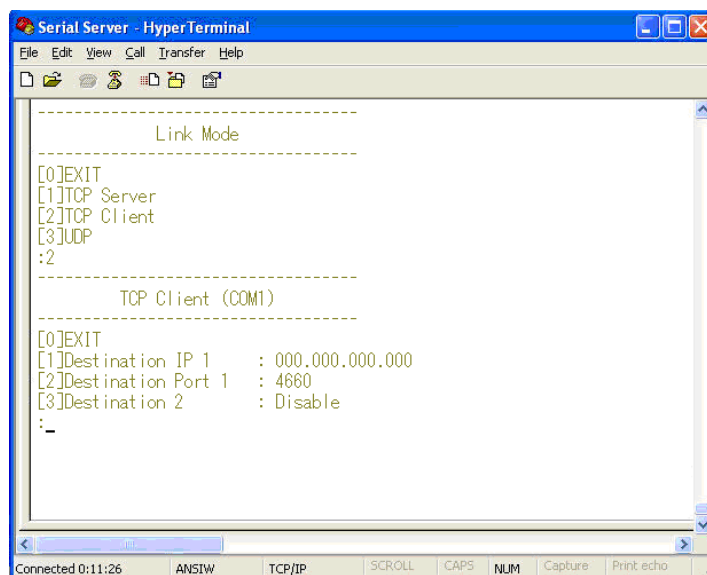 Serial Server - HyperTerminal
File Edit View Call Transfer Help
----------------------------------
Link Mode
----------------------------------
[0]EXIT
[1]TCP Server
[2]TCP Client
[3]UDP
:2
----------------------------------
TCP Client (COM1)
----------------------------------
[0]EXIT
[1]Destination IP 1 : 000.000.000.000
[2]Destination Port 1 : 4660
[3]Destination 2 : Disable
:_
Connected 0:11:26 ANSIW TCP/IP SCROLL CAPS NUM Capture Print echo